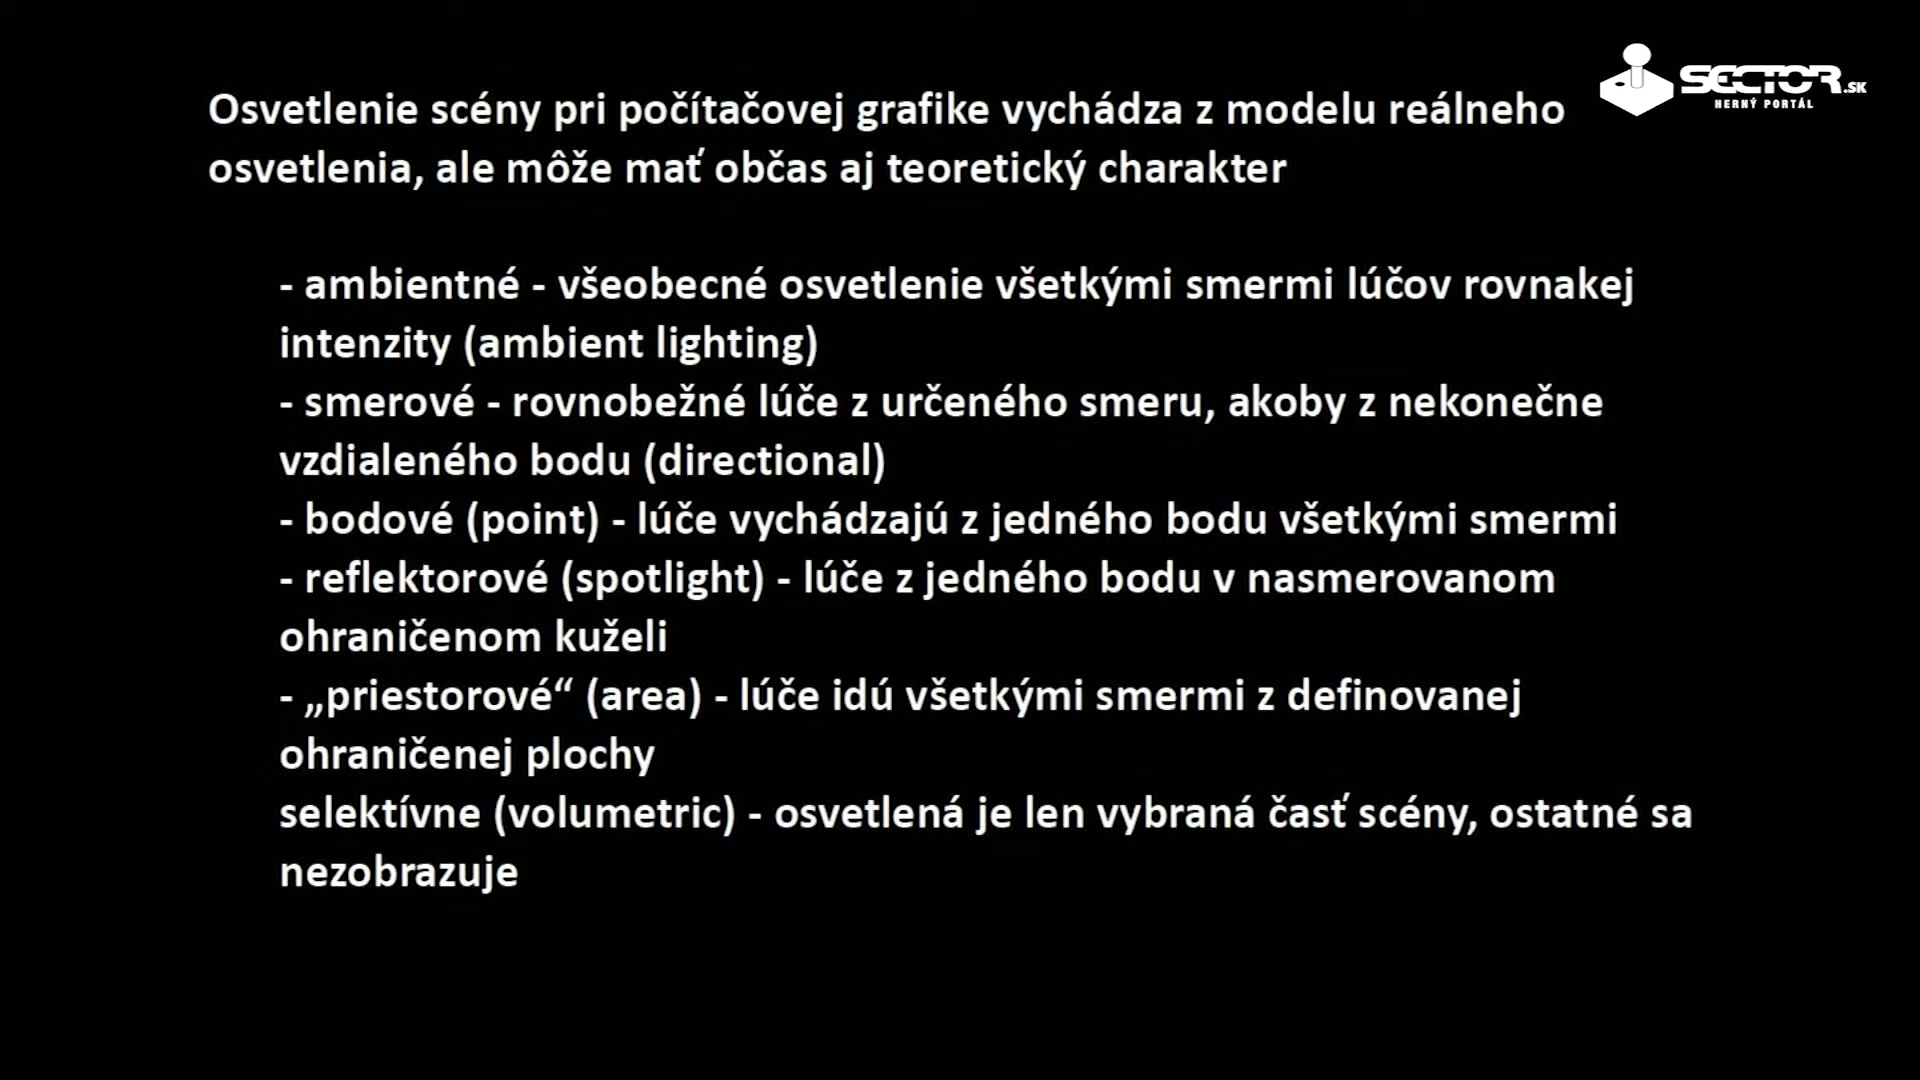 SECTOR.SK
HERNÝ PORTÁL
Osvetlenie scény pri počítačovej grafike vychádza z modelu reálneho
osvetlenia, ale môže mať občas aj teoretický charakter
- ambientné - všeobecné osvetlenie všetkými smermi lúčov rovnakej
intenzity (ambient lighting)
- smerové - rovnobežné lúče z určeného smeru, akoby z nekonečne
vzdialeného bodu (directional)
- bodové (point) - lúče vychádzajú z jedného bodu všetkými smermi
- reflektorové (spotlight) - lúče z jedného bodu v nasmerovanom
ohraničenom kuželi
- „priestorové“ (area) - lúče idú všetkými smermi z definovanej
ohraničenej plochy
selektívne (volumetric) - osvetlená je len vybraná časť scény, ostatné sa
nezobrazuje